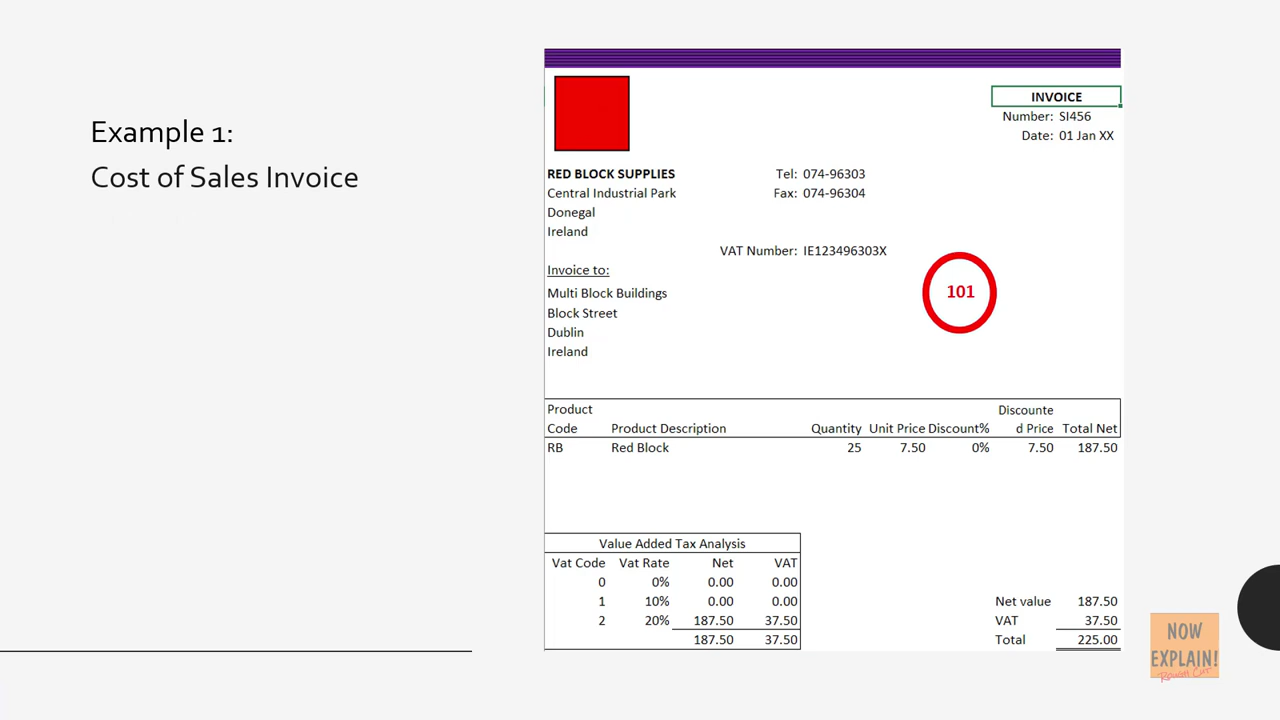 Example 1:
Cost of Sales Invoice
INVOICE
Number: SI456
Date: 01 Jan XX
RED BLOCK SUPPLIES Tel: 074-96303
Central Industrial Park Fax: 074-96304
Donegal
Ireland
VAT Number: IE123496303X
Invoice to:
Multi Block Buildings
Block Street
Dublin
Ireland
101
Product Discounte
Code Product Description Quantity Unit Price Discount% d Price Total Net
RB Red Block 25 7.50 0% 7.50 187.50
Value Added Tax Analysis
Vat Code Vat Rate Net VAT
0 0% 0.00 0.00
1 10% 0.00 0.00
2 20% 187.50 37.50
187.50 37.50
Net value 187.50
VAT 37.50
Total 225.00
NOW
EXPLAIN!
ROUGH CUT